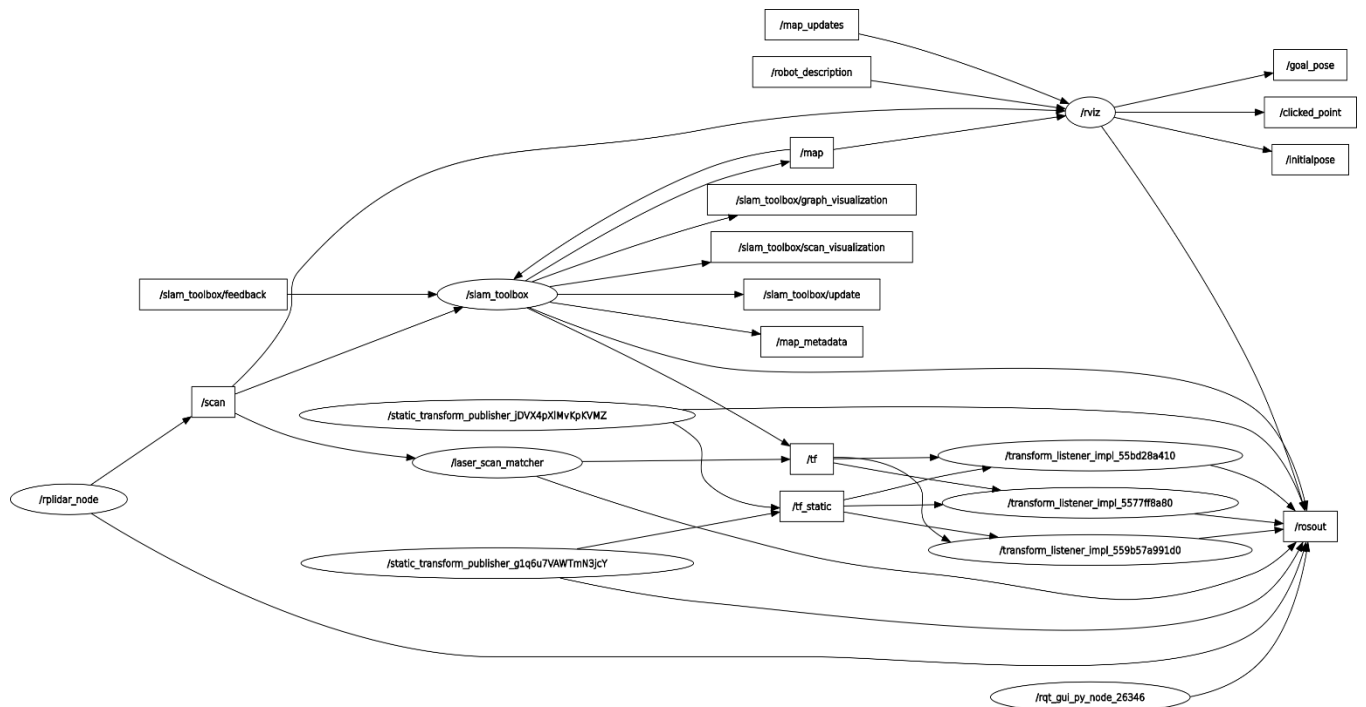 /map_updates
/robot_description
/goal_pose
/rviz
/clicked_point
/map
/initialpose
/slam_toolbox/graph_visualization
/slam_toolbox/scan_visualization
/slam_toolbox/feedback
/slam_toolbox
/slam_toolbox/update
/map_metadata
/scan
/static_transform_publisher_jDVX4pXlMvKpKVMZ
/laser_scan_matcher
/tf
/transform_listener_impl_55bd28a410
/rplidar_node
/tf_static
/transform_listener_impl_5577ff8a80
/rosout
/static_transform_publisher_g1q6u7VAWTmN3jcY
/transform_listener_impl_559b57a991d0
/rqt_gui_py_node_26346